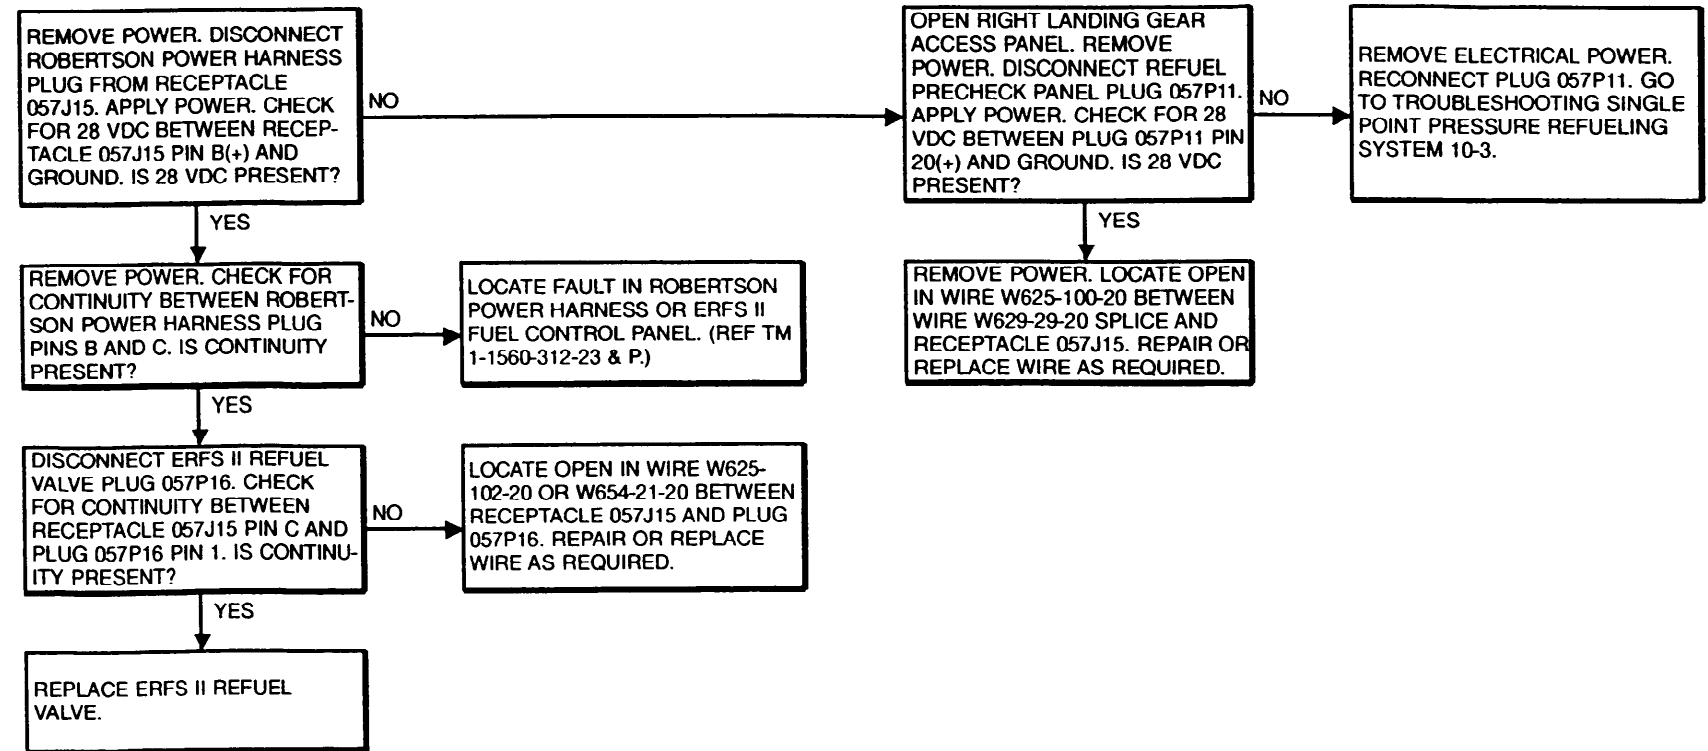 REMOVE POWER. DISCONNECT
ROBERTSON POWER HARNESS
PLUG FROM RECEPTACLE
057J15. APPLY POWER. CHECK
FOR 28 VDC BETWEEN RECEP-
TACLE 057J15 PIN B(+) AND
GROUND. IS 28 VDC PRESENT?
NO
OPEN RIGHT LANDING GEAR
ACCESS PANEL. REMOVE
POWER. DISCONNECT REFUEL
PRECHECK PANEL PLUG 057P11.
APPLY POWER. CHECK FOR 28
VDC BETWEEN PLUG 057P11 PIN
20(+) AND GROUND. IS 28 VDC
PRESENT?
NO
REMOVE ELECTRICAL POWER.
RECONNECT PLUG 057P11. GO
TO TROUBLESHOOTING SINGLE
POINT PRESSURE REFUELING
SYSTEM 10-3.
YES
YES
REMOVE POWER. CHECK FOR
CONTINUITY BETWEEN ROBERT-
SON POWER HARNESS PLUG
PINS B AND C. IS CONTINUITY
PRESENT?
NO
LOCATE FAULT IN ROBERTSON
POWER HARNESS OR ERFS II
FUEL CONTROL PANEL. (REF TM
1-1560-312-23 & P.)
REMOVE POWER. LOCATE OPEN
IN WIRE W625-100-20 BETWEEN
WIRE W629-29-20 SPLICE AND
RECEPTACLE 057J15. REPAIR OR
REPLACE WIRE AS REQUIRED.
YES
DISCONNECT ERFS II REFUEL
VALVE PLUG 057P16. CHECK
FOR CONTINUITY BETWEEN
RECEPTACLE 057J15 PIN C AND
PLUG 057P16 PIN 1. IS CONTINU-
ITY PRESENT?
NO
LOCATE OPEN IN WIRE W625-
102-20 OR W654-21-20 BETWEEN
RECEPTACLE 057J15 AND PLUG
057P16. REPAIR OR REPLACE
WIRE AS REQUIRED.
YES
REPLACE ERFS II REFUEL
VALVE.